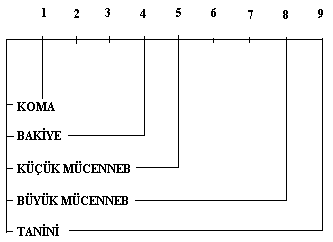 1 2 3 4 5 6 7 8 9
KOMA
BAKİYE
KÜÇÜK MÜCENNEB
BÜYÜK MÜCENNEB
TANİNİ